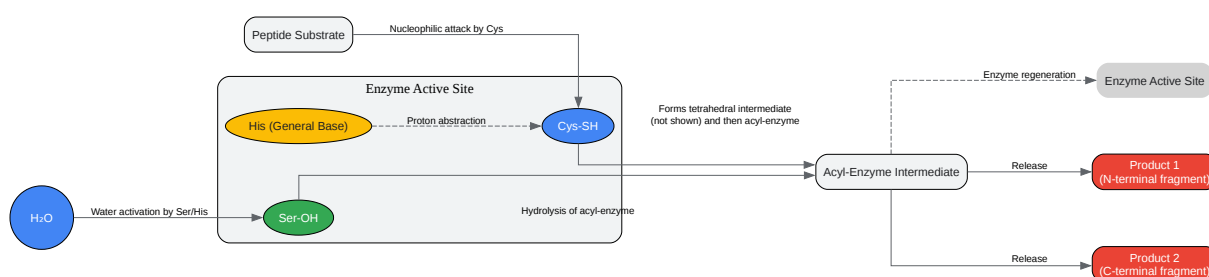 Peptide Substrate
Nucleophilic attack by Cys
Enzyme Active Site
His (General Base)
Proton abstraction
Cys-SH
Forms tetrahedral intermediate
(not shown) and then acyl-enzyme
Enzyme regeneration
Enzyme Active Site
Acyl-Enzyme Intermediate
Release
Product 1
(N-terminal fragment)
H₂O
Water activation by Ser/His
Ser-OH
Hydrolysis of acyl-enzyme
Release
Product 2
(C-terminal fragment)